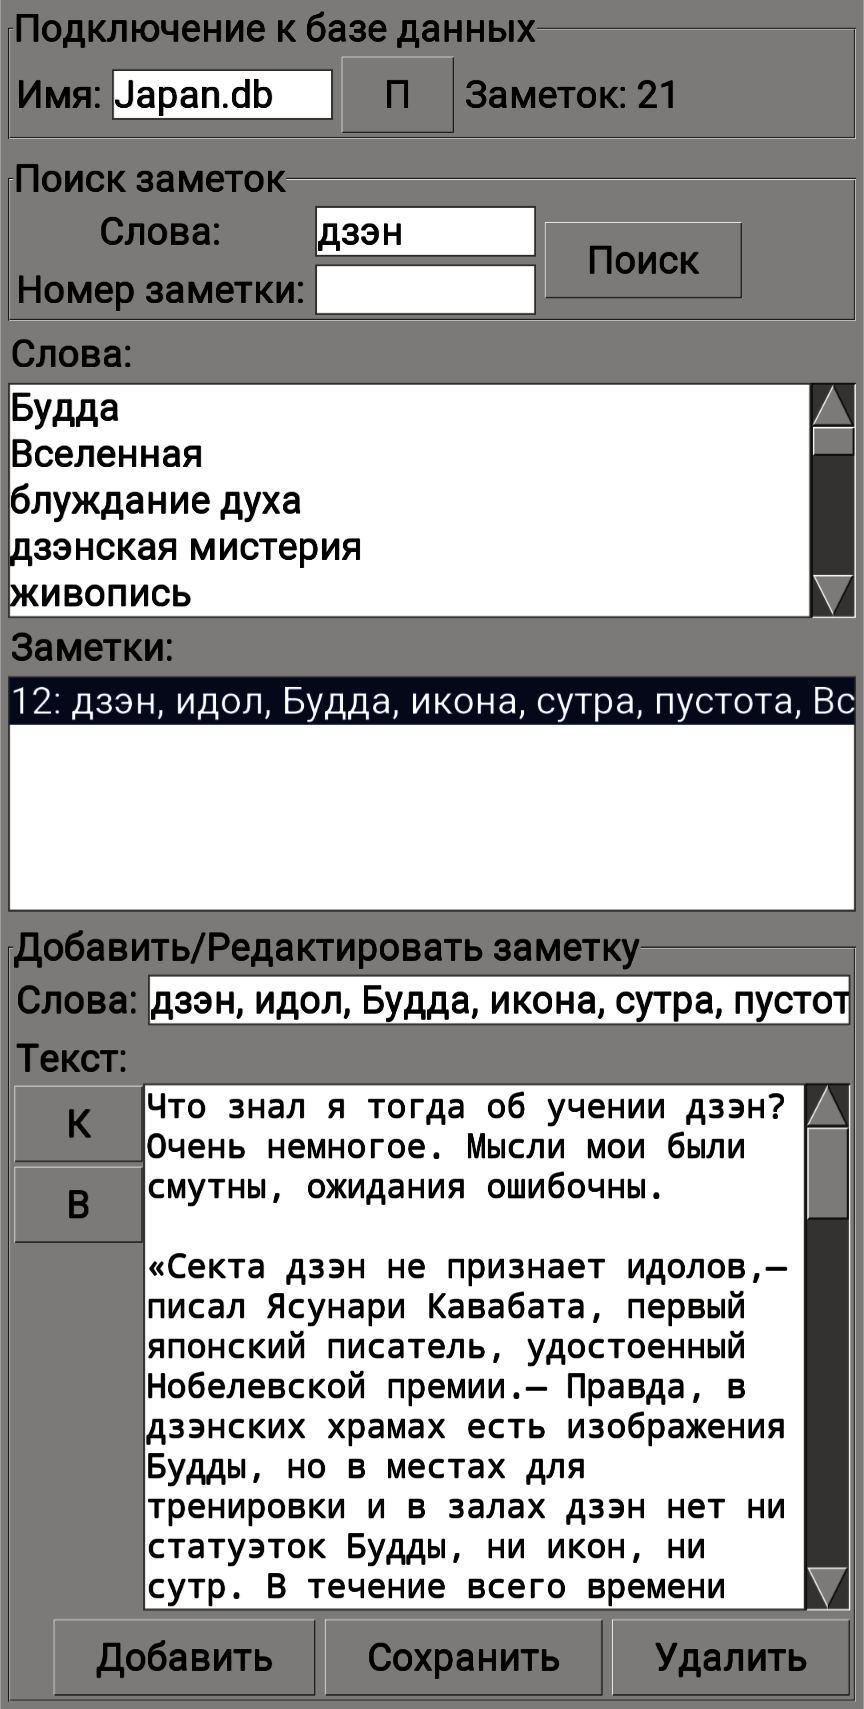 Подключение к базе данных
Имя: Japan.db П Заметок: 21
Поиск заметок
Слова: дзэн
Поиск
Номер заметки:
Слова:
Будда
Вселенная
блуждание духа
дзэнская мистерия
живопись
Заметки:
12: дзэн, идол, Будда, икона, сутра, пустота, Вс
Добавить/Редактировать заметку
Слова: дзэн, идол, Будда, икона, сутра, пустот
Текст:
К
В
Что знал я тогда об учении дзэн?
Очень немногое. Мысли мои были
смутны, ожидания ошибочны.
«Секта дзэн не признает идолов,—
писал Ясунари Кавабата, первый
японский писатель, удостоенный
Нобелевской премии.— Правда, в
дзэнских храмах есть изображения
Будды, но в местах для
тренировки и в залах дзэн нет ни
статуэток Будды, ни икон, ни
сутр. В течение всего времени
Добавить Сохранить Удалить